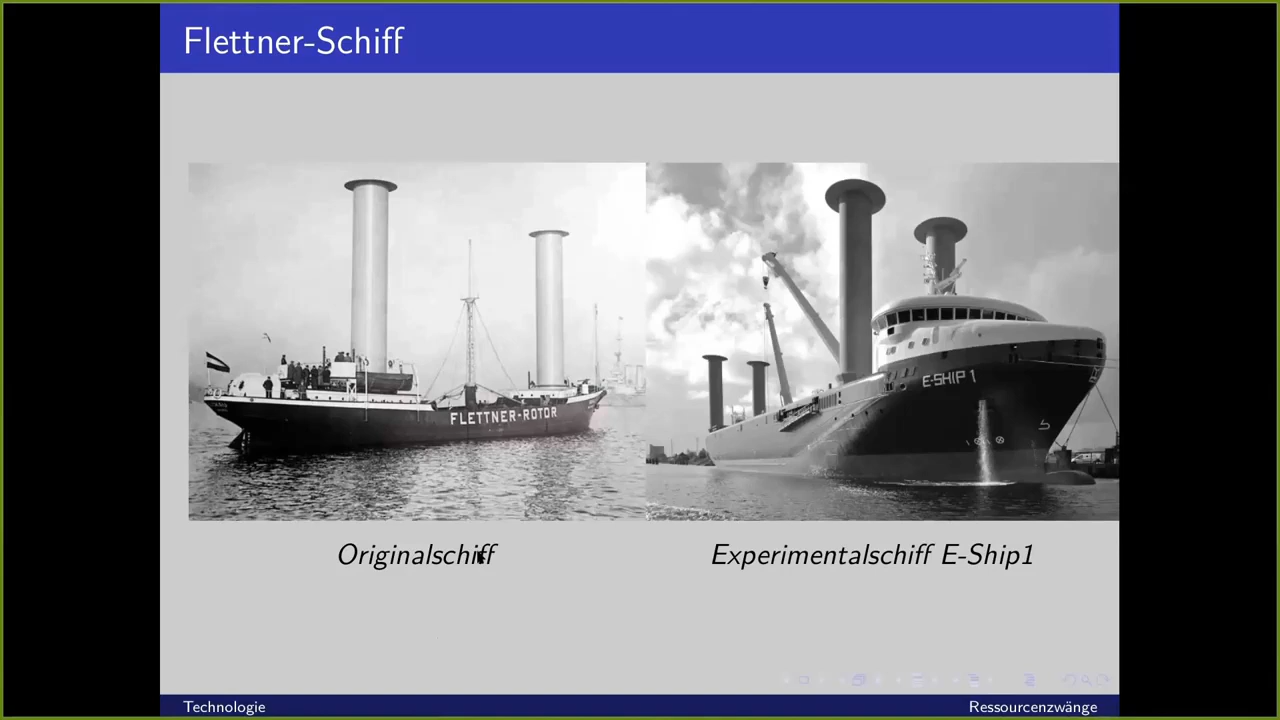 Flettner-Schiff
FLETTNER-ROTOR
E-SHIP 1
Originalschiff
Experimentalschiff E-Ship1
Technologie
Ressourcenzwänge